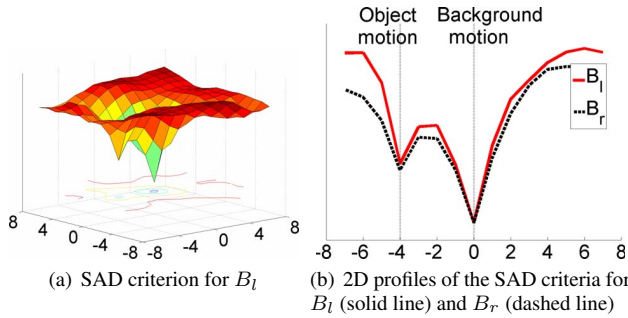 Object motion
Background motion
B_l
B_r
8
4
0
-4
-8
-8
-4
0
4
8
-8 -6 -4 -2 0 2 4 6 8
(a) SAD criterion for B_l
(b) 2D profiles of the SAD criteria for
B_l (solid line) and B_r (dashed line)